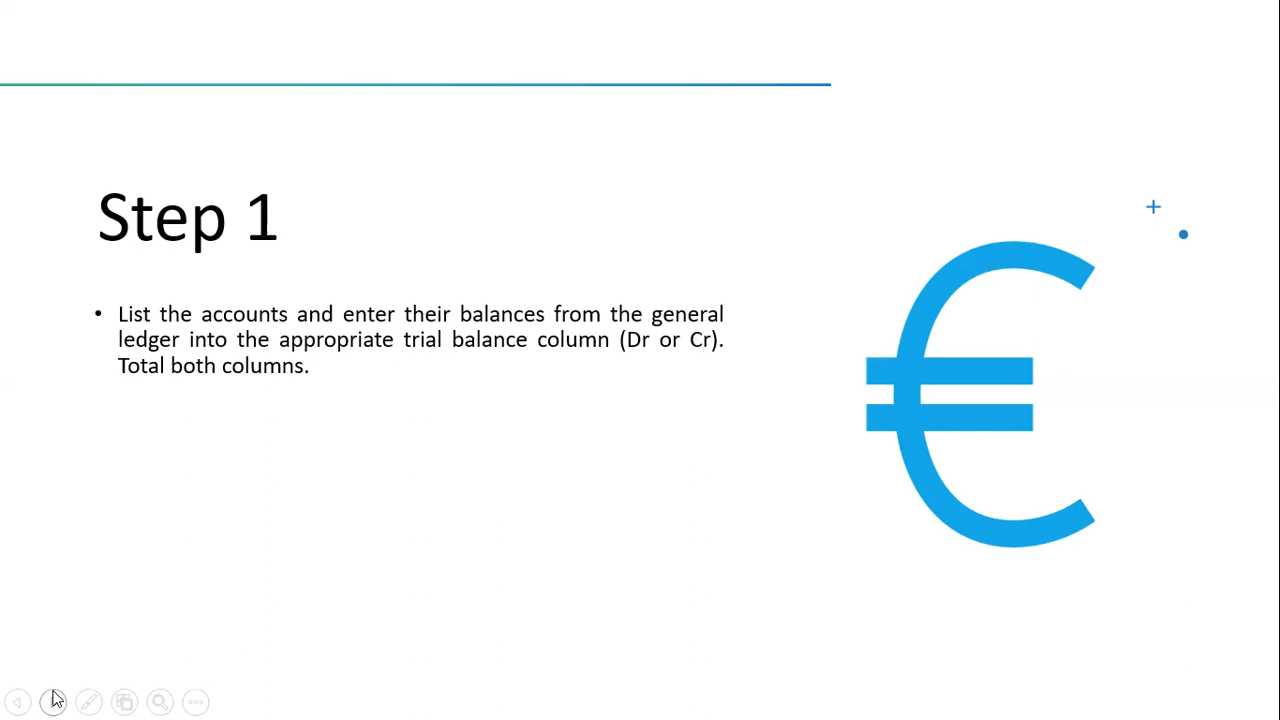 Step 1
• List the accounts and enter their balances from the general
ledger into the appropriate trial balance column (Dr or Cr).
Total both columns.
€